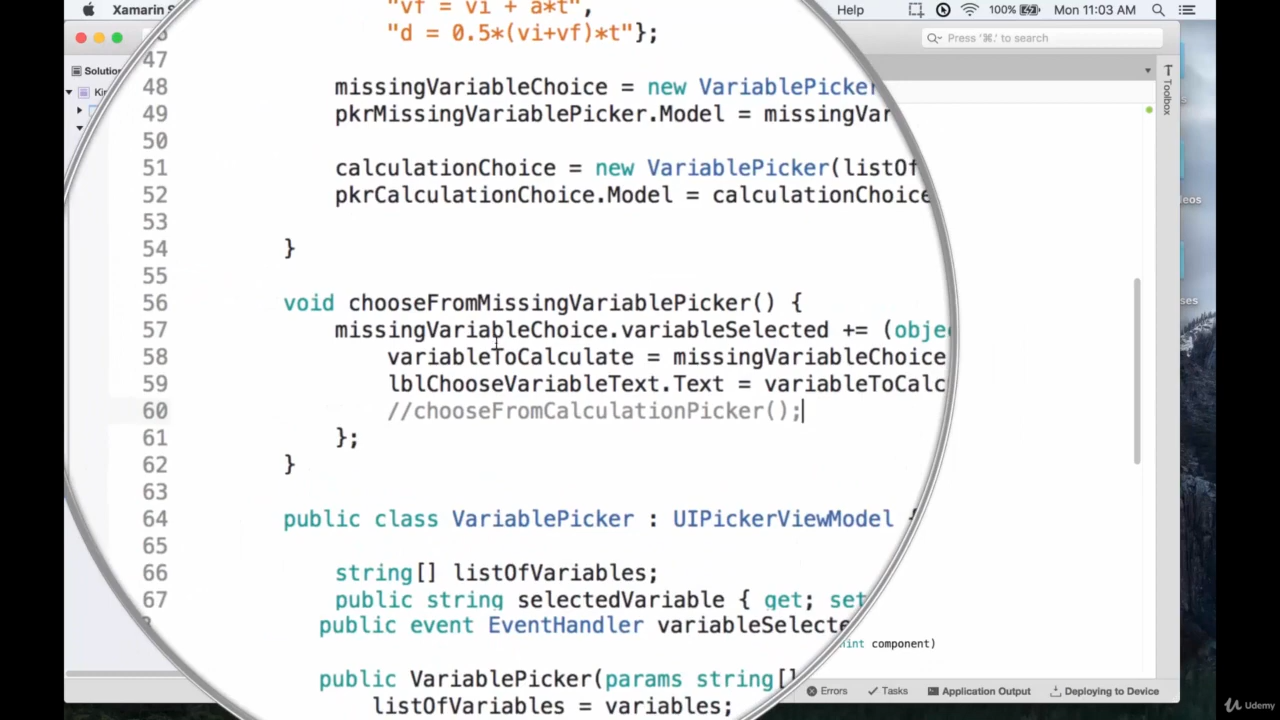 Xamarin S Help 100% Mon 11:03 AM
Press '⌘.' to search
Solution
Toolbox
"vf = vi + a*t",
"d = 0.5*(vi+vf)*t"};
47
48 missingVariableChoice = new VariablePicker
49 pkrMissingVariablePicker.Model = missingVar
50
51 calculationChoice = new VariablePicker(listOf
52 pkrCalculationChoice.Model = calculationChoice
53
54 }
55
56 void chooseFromMissingVariablePicker() {
57 missingVariableChoice.variableSelected += (objec
58 variableToCalculate = missingVariableChoice
59 lblChooseVariableText.Text = variableToCalc
60 //chooseFromCalculationPicker();
61 };
62 }
63
64 public class VariablePicker : UIPickerViewModel {
65
66 string[] listOfVariables;
67 public string selectedVariable { get; set
public event EventHandler variableSelecte
nint component)
public VariablePicker(params string[]
listOfVariables = variables;
Errors Tasks Application Output Deploying to Device
eos
ses
Udemy